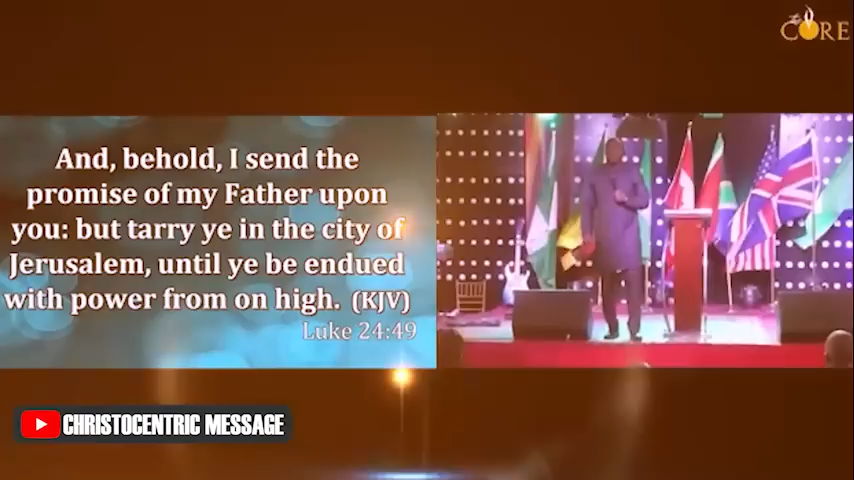 The CORE
And, behold, I send the
promise of my Father upon
you: but tarry ye in the city of
Jerusalem, until ye be endued
with power from on high. (KJV)
Luke 24:49
CHRISTOCENTRIC MESSAGE